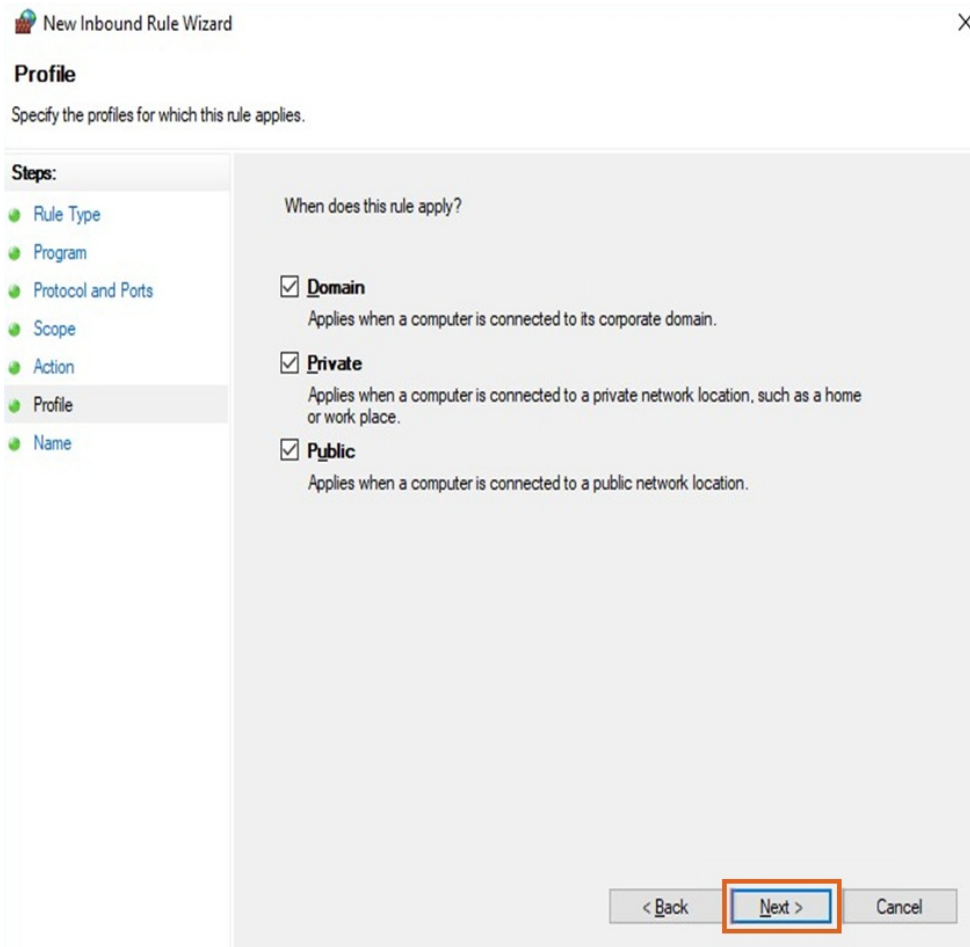 New Inbound Rule Wizard
Profile
Specify the profiles for which this rule applies.
Steps:
Rule Type
Program
Protocol and Ports
Scope
Action
Profile
Name
When does this rule apply?
Domain
Applies when a computer is connected to its corporate domain.
Private
Applies when a computer is connected to a private network location, such as a home
or work place.
Public
Applies when a computer is connected to a public network location.
< Back
Next >
Cancel